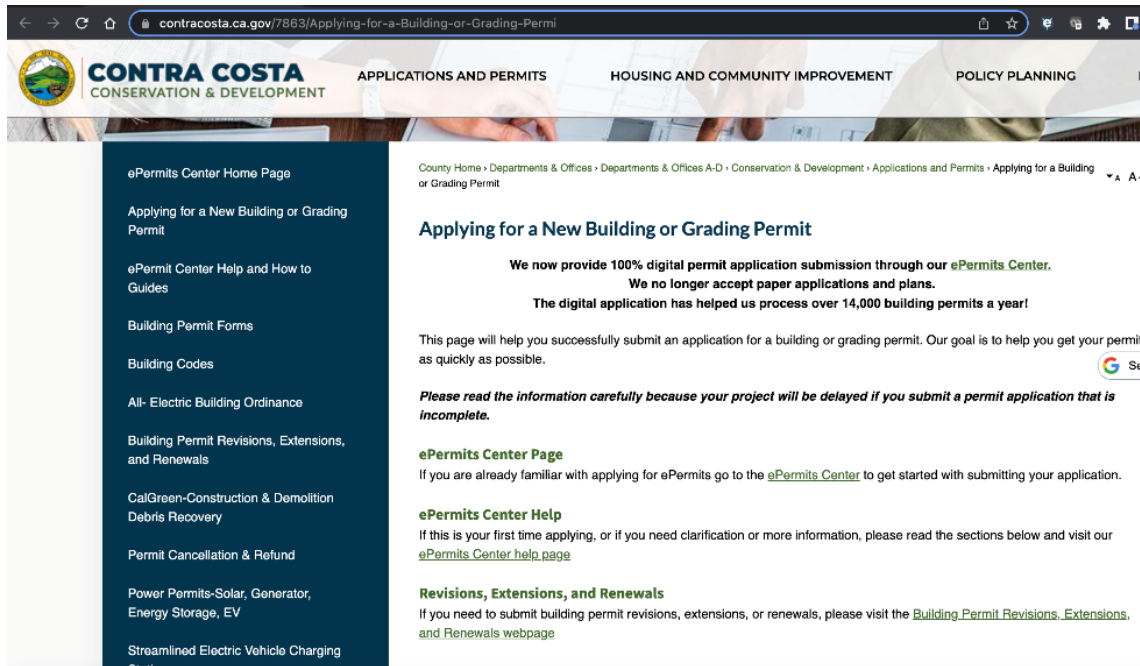 contracosta.ca.gov/7863/Applying-for-a-Building-or-Grading-Permi
CONTRA COSTA
CONSERVATION & DEVELOPMENT
APPLICATIONS AND PERMITS
HOUSING AND COMMUNITY IMPROVEMENT
POLICY PLANNING
ePermits Center Home Page
Applying for a New Building or Grading
Permit
ePermit Center Help and How to
Guides
Building Permit Forms
Building Codes
All- Electric Building Ordinance
Building Permit Revisions, Extensions,
and Renewals
CalGreen-Construction & Demolition
Debris Recovery
Permit Cancellation & Refund
Power Permits-Solar, Generator,
Energy Storage, EV
Streamlined Electric Vehicle Charging
County Home › Departments & Offices › Departments & Offices A-D › Conservation & Development › Applications and Permits › Applying for a Building
or Grading Permit
Applying for a New Building or Grading Permit
We now provide 100% digital permit application submission through our ePermits Center.
We no longer accept paper applications and plans.
The digital application has helped us process over 14,000 building permits a year!
This page will help you successfully submit an application for a building or grading permit. Our goal is to help you get your permit
as quickly as possible.
Please read the information carefully because your project will be delayed if you submit a permit application that is
incomplete.
ePermits Center Page
If you are already familiar with applying for ePermits go to the ePermits Center to get started with submitting your application.
ePermits Center Help
If this is your first time applying, or if you need clarification or more information, please read the sections below and visit our
ePermits Center help page
Revisions, Extensions, and Renewals
If you need to submit building permit revisions, extensions, or renewals, please visit the Building Permit Revisions, Extensions,
and Renewals webpage